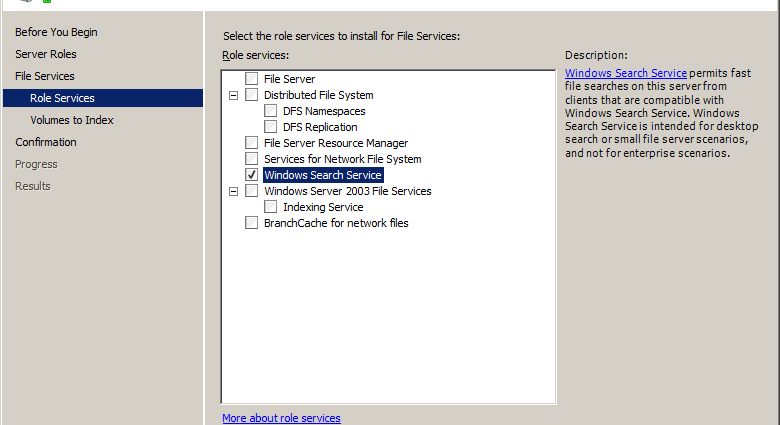 Before You Begin
Server Roles
File Services
Role Services
Volumes to Index
Confirmation
Progress
Results
Select the role services to install for File Services:
Role services:
File Server
Distributed File System
DFS Namespaces
DFS Replication
File Server Resource Manager
Services for Network File System
Windows Search Service
Windows Server 2003 File Services
Indexing Service
BranchCache for network files
More about role services
Description:
Windows Search Service permits fast
file searches on this server from
clients that are compatible with
Windows Search Service. Windows
Search Service is intended for desktop
search or small file server scenarios,
and not for enterprise scenarios.